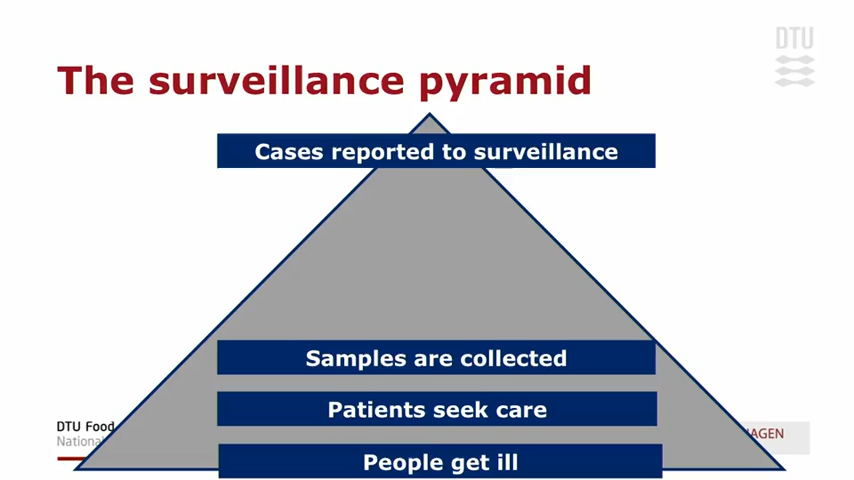 DTU
The surveillance pyramid
Cases reported to surveillance
Samples are collected
Patients seek care
DTU Food
National
People get ill